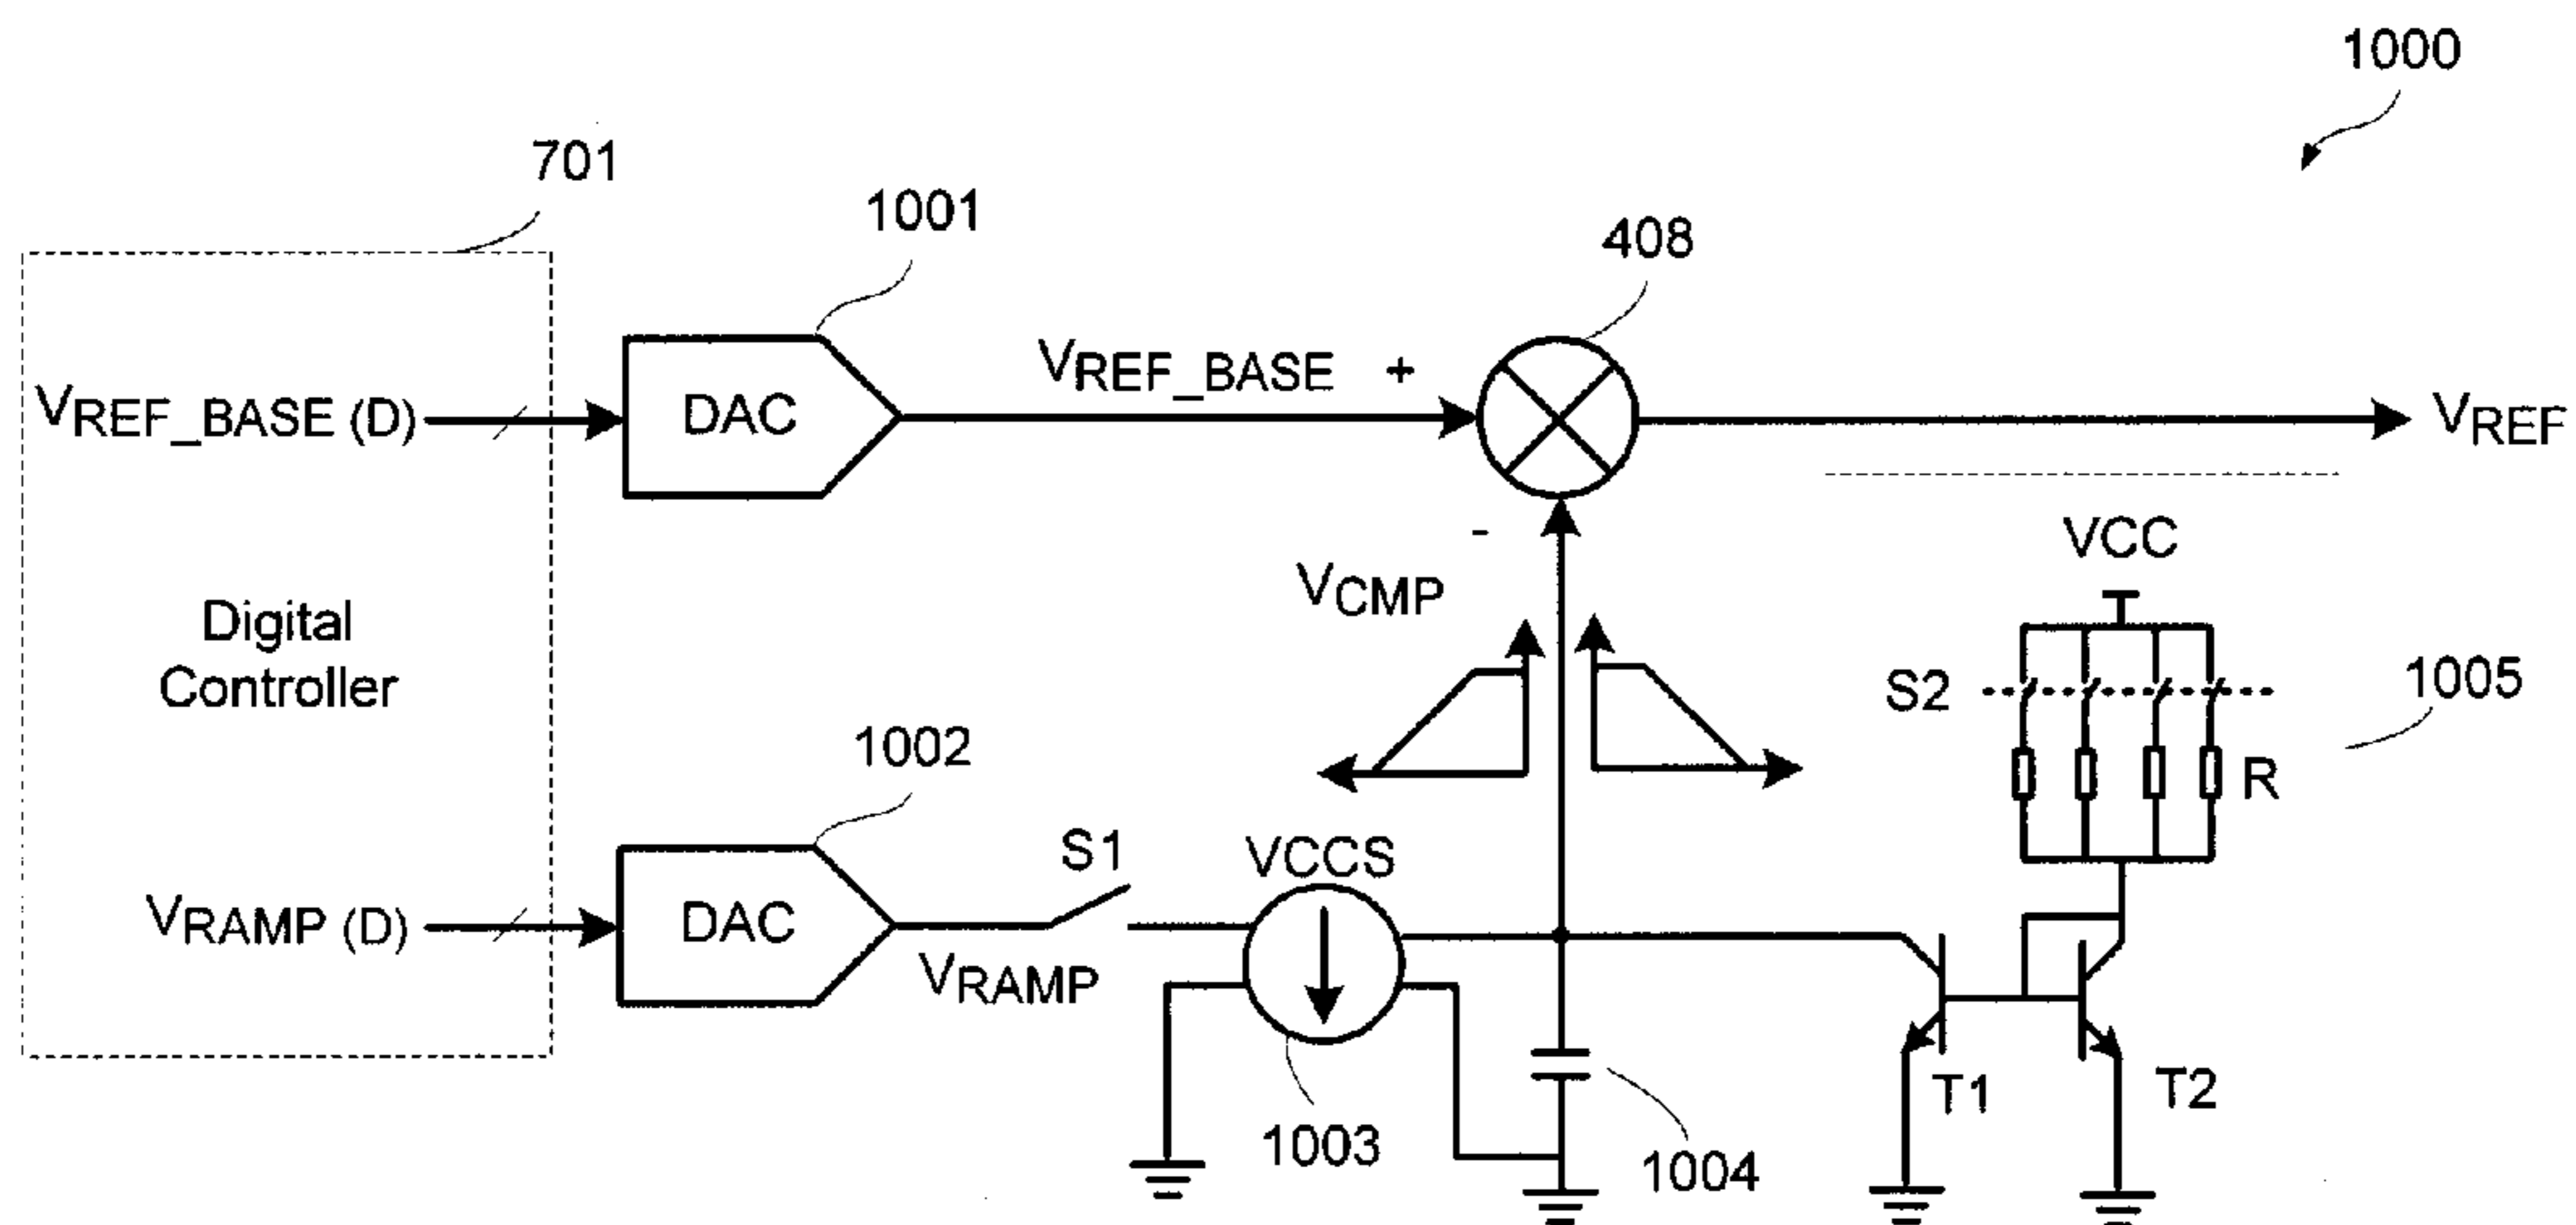 1000
701
1001
408
VREF_BASE (D)
DAC
VREF_BASE +
VREF
-
VCC
VCMP
Digital
Controller
S2
1005
R
1002
VRAMP (D)
DAC
S1
VCCS
VRAMP
1003
1004
T1
T2